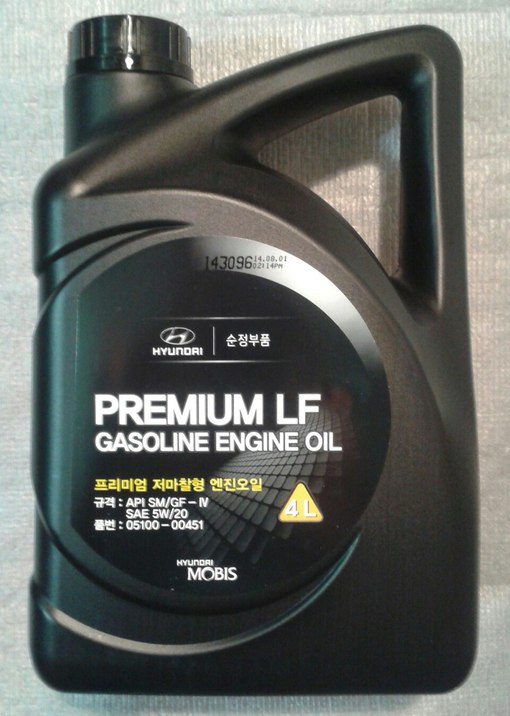 143096 14.08.01
02:14PM
HYUNDAI | 순정부품
PREMIUM LF
GASOLINE ENGINE OIL
프리미엄 저마찰형 엔진오일
규격 : API SM/GF-IV
SAE 5W/20
품번 : 05100-00451
4 L
HYUNDAI
MOBIS